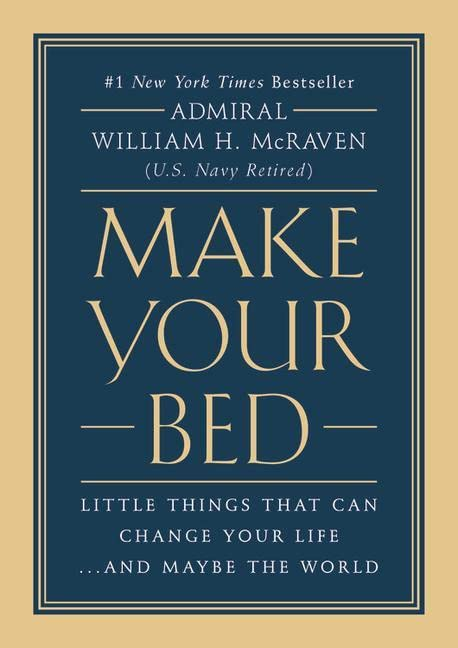 #1 New York Times Bestseller
ADMIRAL
WILLIAM H. McRAVEN
(U.S. Navy Retired)
MAKE
YOUR
BED
LITTLE THINGS THAT CAN
CHANGE YOUR LIFE
...AND MAYBE THE WORLD